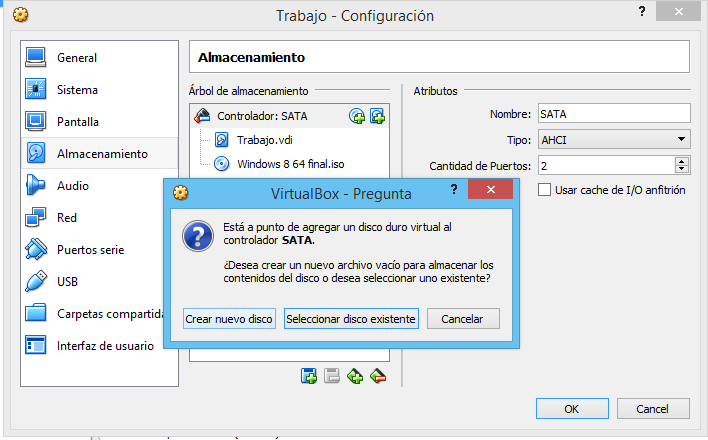 Trabajo - Configuración
?
General
Sistema
Pantalla
Almacenamiento
Audio
Red
Puertos serie
USB
Carpetas compartida
Interfaz de usuario
Almacenamiento
Árbol de almacenamiento
Controlador: SATA
Trabajo.vdi
Windows 8 64 final.iso
Atributos
Nombre: SATA
Tipo: AHCI
Cantidad de Puertos: 2
Usar cache de I/O anfitrión
VirtualBox - Pregunta
?
Está a punto de agregar un disco duro virtual al
controlador SATA.
¿Desea crear un nuevo archivo vacío para almacenar los
contenidos del disco o desea seleccionar uno existente?
Crear nuevo disco
Seleccionar disco existente
Cancelar
OK
Cancel